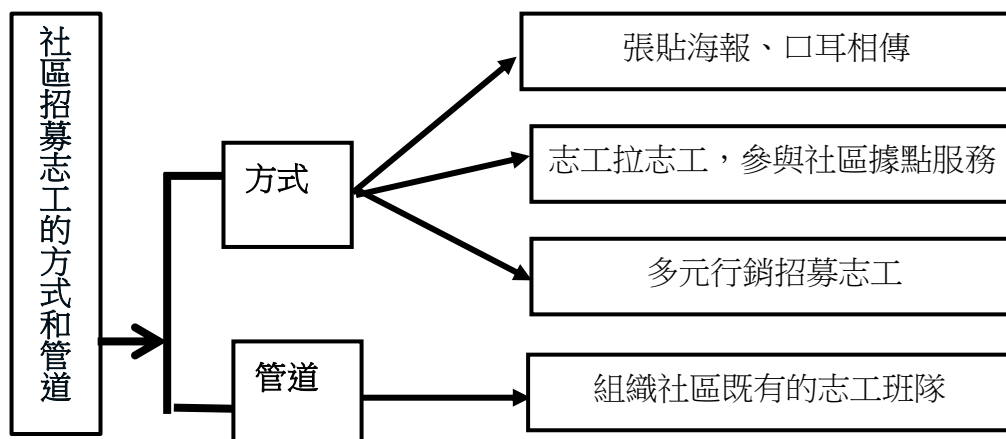 社區招募志工的方式和管道
方式
張貼海報、口耳相傳
志工拉志工，參與社區據點服務
多元行銷招募志工
管道
組織社區既有的志工班隊